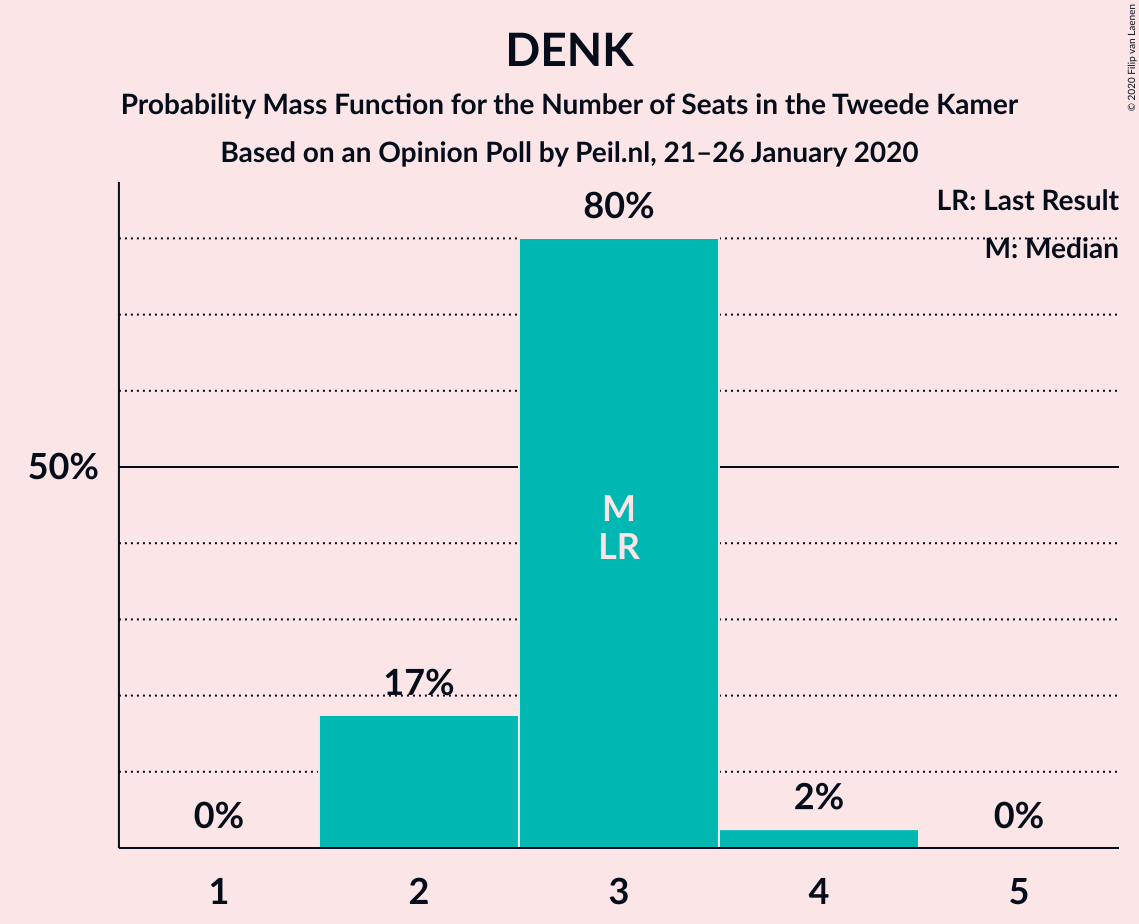 DENK
Probability Mass Function for the Number of Seats in the Tweede Kamer
Based on an Opinion Poll by Peil.nl, 21–26 January 2020
© 2020 Filip van Laenen
LR: Last Result
M: Median
80%
50%
M
LR
17%
0%
2%
0%
1
2
3
4
5